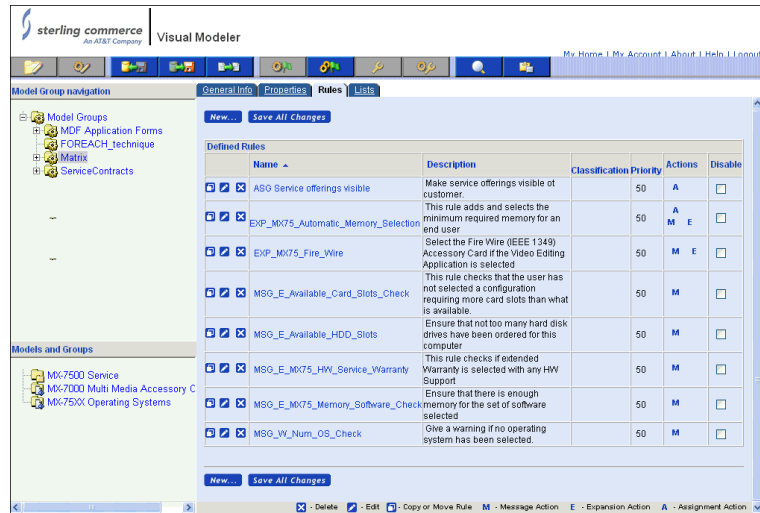 sterling commerce
An AT&T Company
Visual Modeler
My Home | My Account | About | Help | Logout
Model Group navigation
Model Groups
MDF Application Forms
FOREACH_technique
Matrix
ServiceContracts
Models and Groups
MX-7500 Service
MX-7000 Multi Media Accessory C
MX-75XX Operating Systems
General Info Properties Rules Lists
New... Save All Changes
Defined Rules
Name Description Classification Priority Actions Disable
ASG Service offerings visible
Make service offerings visible ot
customer.
50 A
EXP_MX75_Automatic_Memory_Selection
This rule adds and selects the
minimum required memory for an
end user
50 A M E
EXP_MX75_Fire_Wire
Select the Fire Wire (IEEE 1349)
Accessory Card if the Video Editing
Application is selected
50 M E
MSG_E_Available_Card_Slots_Check
This rule checks that the user has
not selected a configuration
requiring more card slots than what
is available.
50 M
MSG_E_Available_HDD_Slots
Ensure that not too many hard disk
drives have been ordered for this
computer
50 M
MSG_E_MX75_HW_Service_Warranty
This rule checks if extended
Warranty is selected with any HW
Support
50 M
MSG_E_MX75_Memory_Software_Check
Ensure that there is enough
memory for the set of software
selected
50 M
MSG_W_Num_OS_Check
Give a warning if no operating
system has been selected.
50 M
New... Save All Changes
- Delete - Edit - Copy or Move Rule M - Message Action E - Expansion Action A - Assignment Action